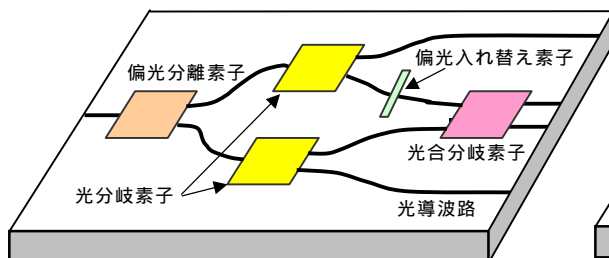 偏光入れ替え素子
偏光分離素子
光合分岐素子
光分岐素子
光導波路